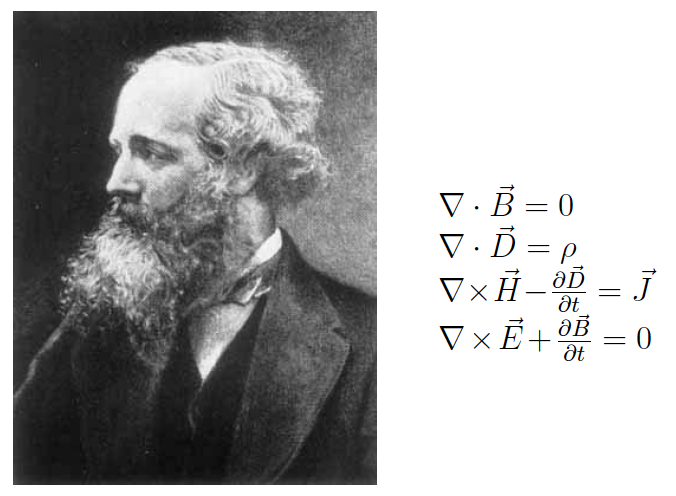 ∇ · B⃗ = 0
∇ · D⃗ = ρ
∇ × H⃗ − ∂D⃗/∂t = J⃗
∇ × E⃗ + ∂B⃗/∂t = 0